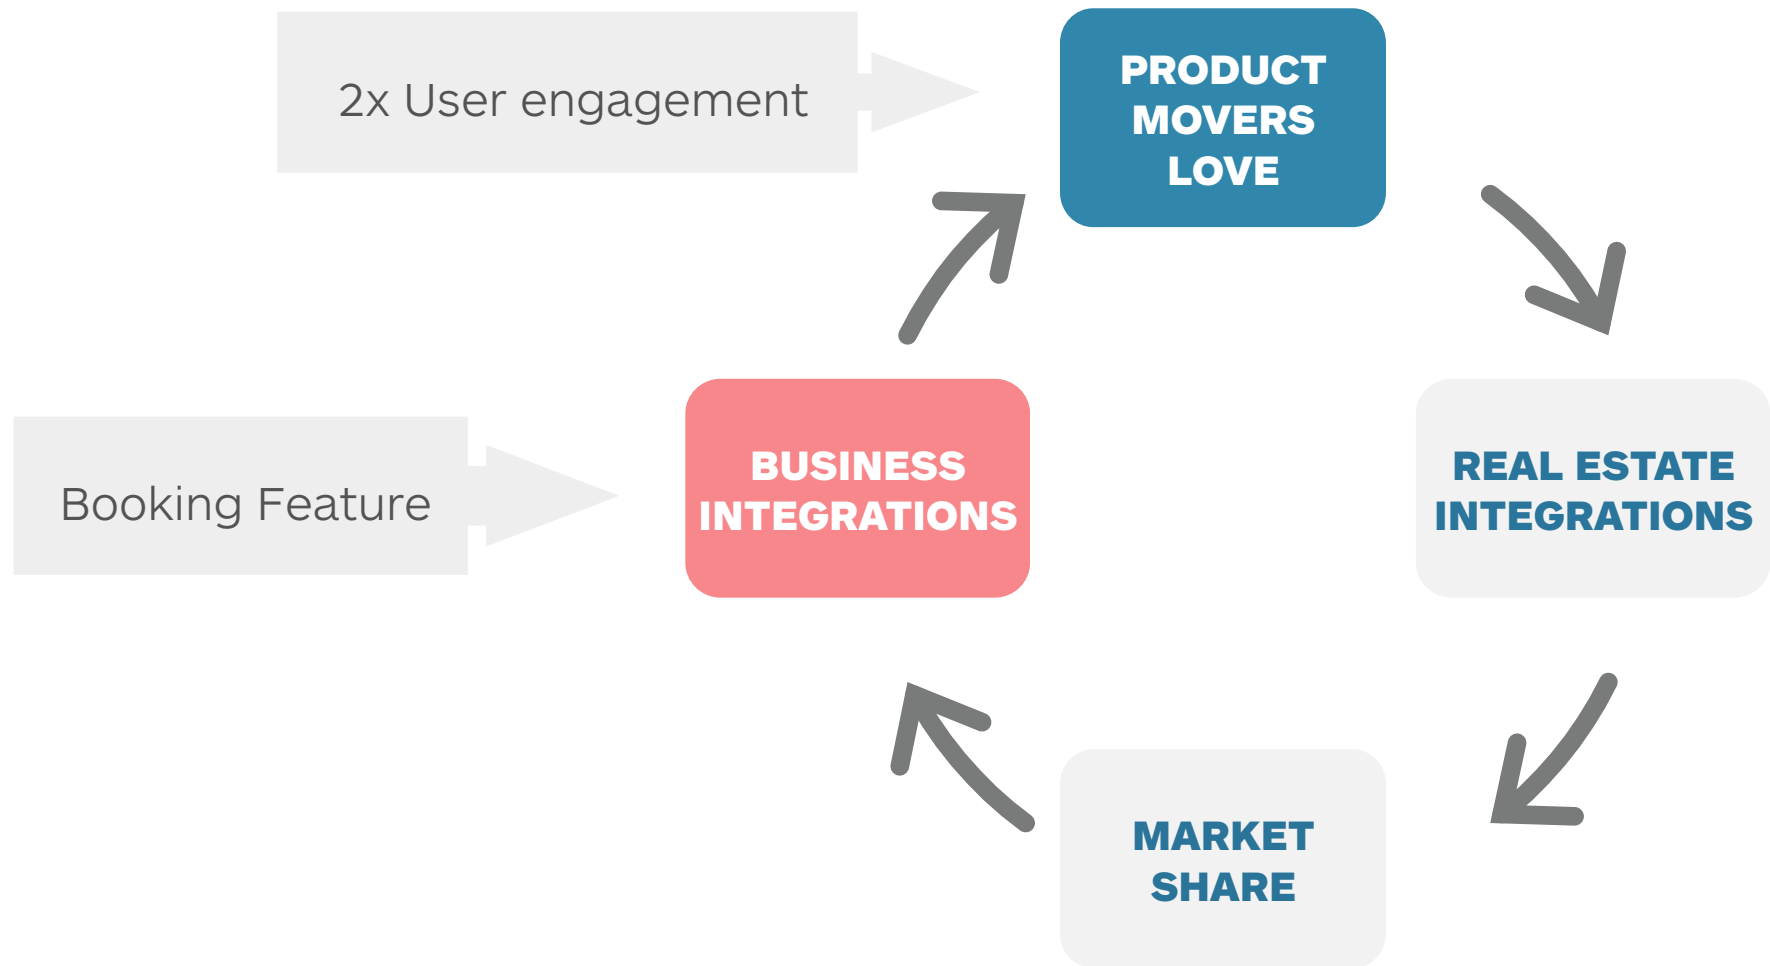 2x User engagement
PRODUCT
MOVERS
LOVE
Booking Feature
BUSINESS
INTEGRATIONS
REAL ESTATE
INTEGRATIONS
MARKET
SHARE